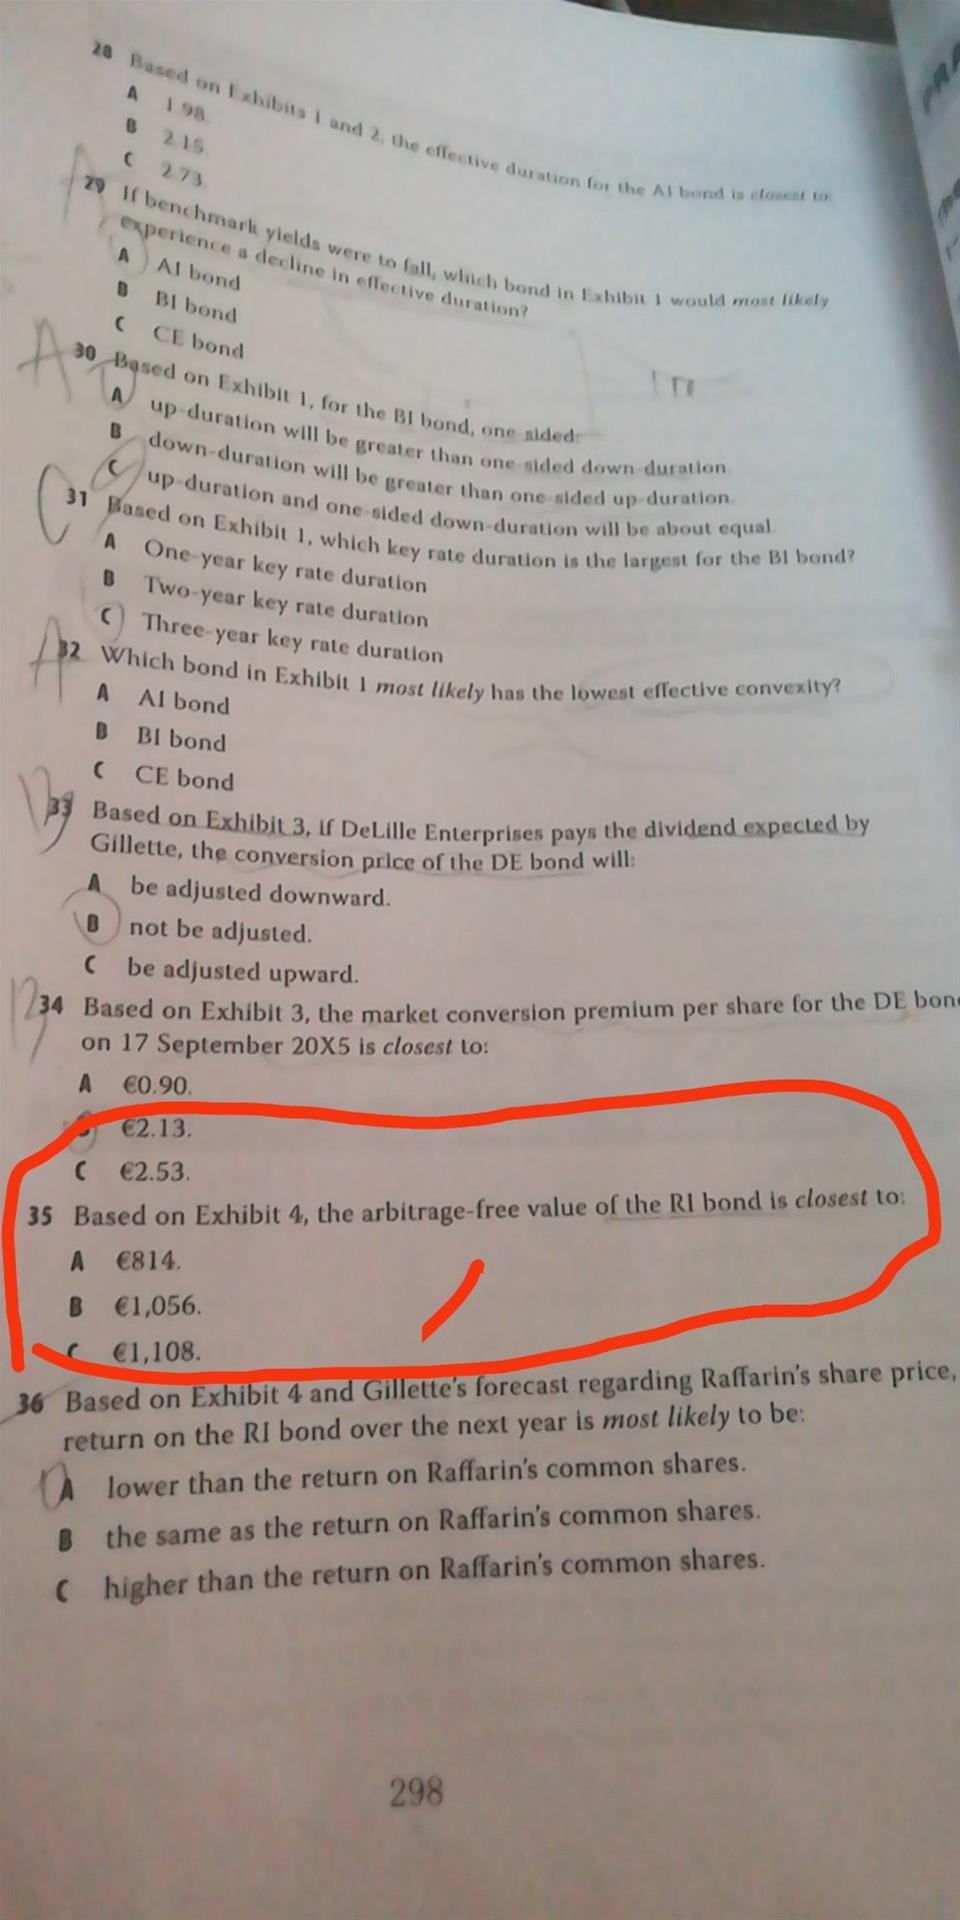 28 Based on Exhibits 1 and 2, the effective duration for the AI bond is closest to:
A 1.98.
B 2.15.
C 2.73.
29 If benchmark yields were to fall, which bond in Exhibit 1 would most likely
experience a decline in effective duration?
A AI bond
B BI bond
C CE bond
30 Based on Exhibit 1, for the BI bond, one sided:
A up-duration will be greater than one-sided down-duration.
B down-duration will be greater than one-sided up-duration.
C up-duration and one-sided down-duration will be about equal.
31 Based on Exhibit 1, which key rate duration is the largest for the BI bond?
A One-year key rate duration
B Two-year key rate duration
C Three-year key rate duration
32 Which bond in Exhibit 1 most likely has the lowest effective convexity?
A AI bond
B BI bond
C CE bond
33 Based on Exhibit 3, if DeLille Enterprises pays the dividend expected by
Gillette, the conversion price of the DE bond will:
A be adjusted downward.
B not be adjusted.
C be adjusted upward.
34 Based on Exhibit 3, the market conversion premium per share for the DE bon
on 17 September 20X5 is closest to:
A €0.90.
€2.13.
C €2.53.
35 Based on Exhibit 4, the arbitrage-free value of the RI bond is closest to:
A €814.
B €1,056.
C €1,108.
36 Based on Exhibit 4 and Gillette's forecast regarding Raffarin's share price,
return on the RI bond over the next year is most likely to be:
A lower than the return on Raffarin's common shares.
B the same as the return on Raffarin's common shares.
C higher than the return on Raffarin's common shares.
298